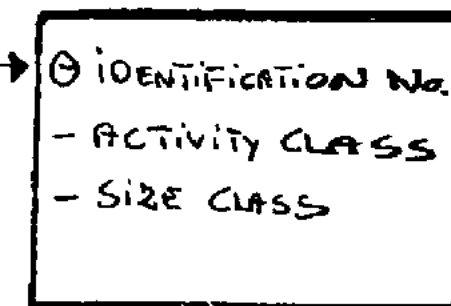 ⊖ iDENTiFiCATiON No.
- ACTiViTy CLASS
- SiZE CLASS